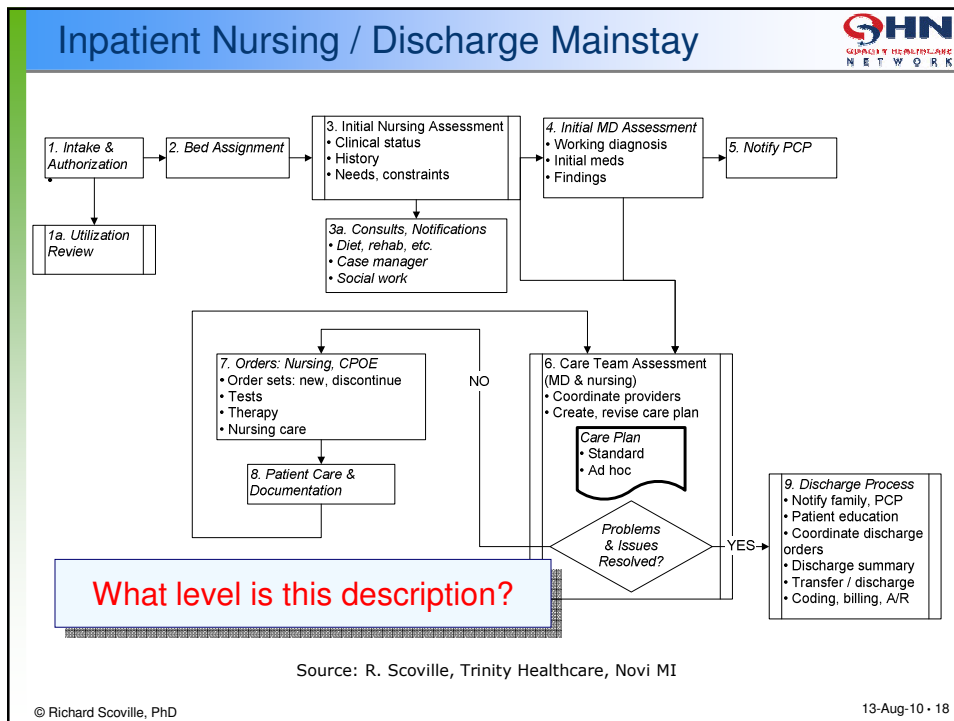 Inpatient Nursing / Discharge Mainstay
QHN
QUALITY HEALTHCARE
NETWORK
1. Intake &
Authorization
•
2. Bed Assignment
3. Initial Nursing Assessment
• Clinical status
• History
• Needs, constraints
4. Initial MD Assessment
• Working diagnosis
• Initial meds
• Findings
5. Notify PCP
1a. Utilization
Review
3a. Consults, Notifications
• Diet, rehab, etc.
• Case manager
• Social work
7. Orders: Nursing, CPOE
• Order sets: new, discontinue
• Tests
• Therapy
• Nursing care
NO
6. Care Team Assessment
(MD & nursing)
• Coordinate providers
• Create, revise care plan
Care Plan
• Standard
• Ad hoc
8. Patient Care &
Documentation
Problems
& Issues
Resolved?
YES
9. Discharge Process
• Notify family, PCP
• Patient education
• Coordinate discharge
orders
• Discharge summary
• Transfer / discharge
• Coding, billing, A/R
What level is this description?
Source: R. Scoville, Trinity Healthcare, Novi MI
© Richard Scoville, PhD
13-Aug-10 • 18